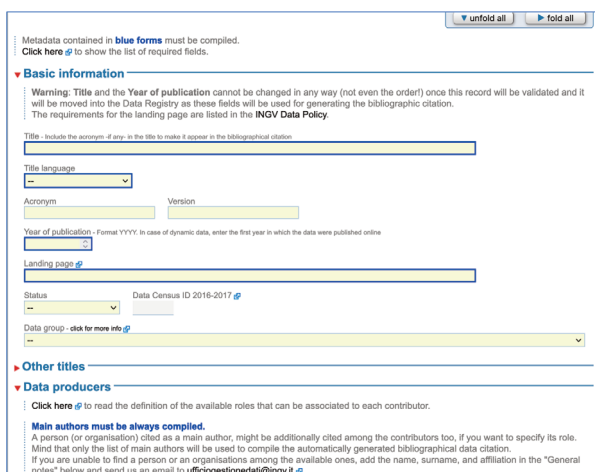 unfold all fold all
Metadata contained in blue forms must be compiled.
Click here to show the list of required fields.
Basic information
Warning: Title and the Year of publication cannot be changed in any way (not even the order!) once this record will be validated and it
will be moved into the Data Registry as these fields will be used for generating the bibliographic citation.
The requirements for the landing page are listed in the INGV Data Policy.
Title - Include the acronym -if any- in the title to make it appear in the bibliographical citation
Title language
--
Acronym Version
Year of publication - Format YYYY. In case of dynamic data, enter the first year in which the data were published online
Landing page
Status Data Census ID 2016-2017
--
Data group - click for more info
--
Other titles
Data producers
Click here to read the definition of the available roles that can be associated to each contributor.
Main authors must be always compiled.
A person (or organisation) cited as a main author, might be additionally cited among the contributors too, if you want to specify its role.
Mind that only the list of main authors will be used to compile the automatically generated bibliographical data citation.
If you are unable to find a person or an organisations among the available ones, add the name, surname, and affiliation in the "General
notes" below and send us an email to ufficiogestionedati@ingv.it